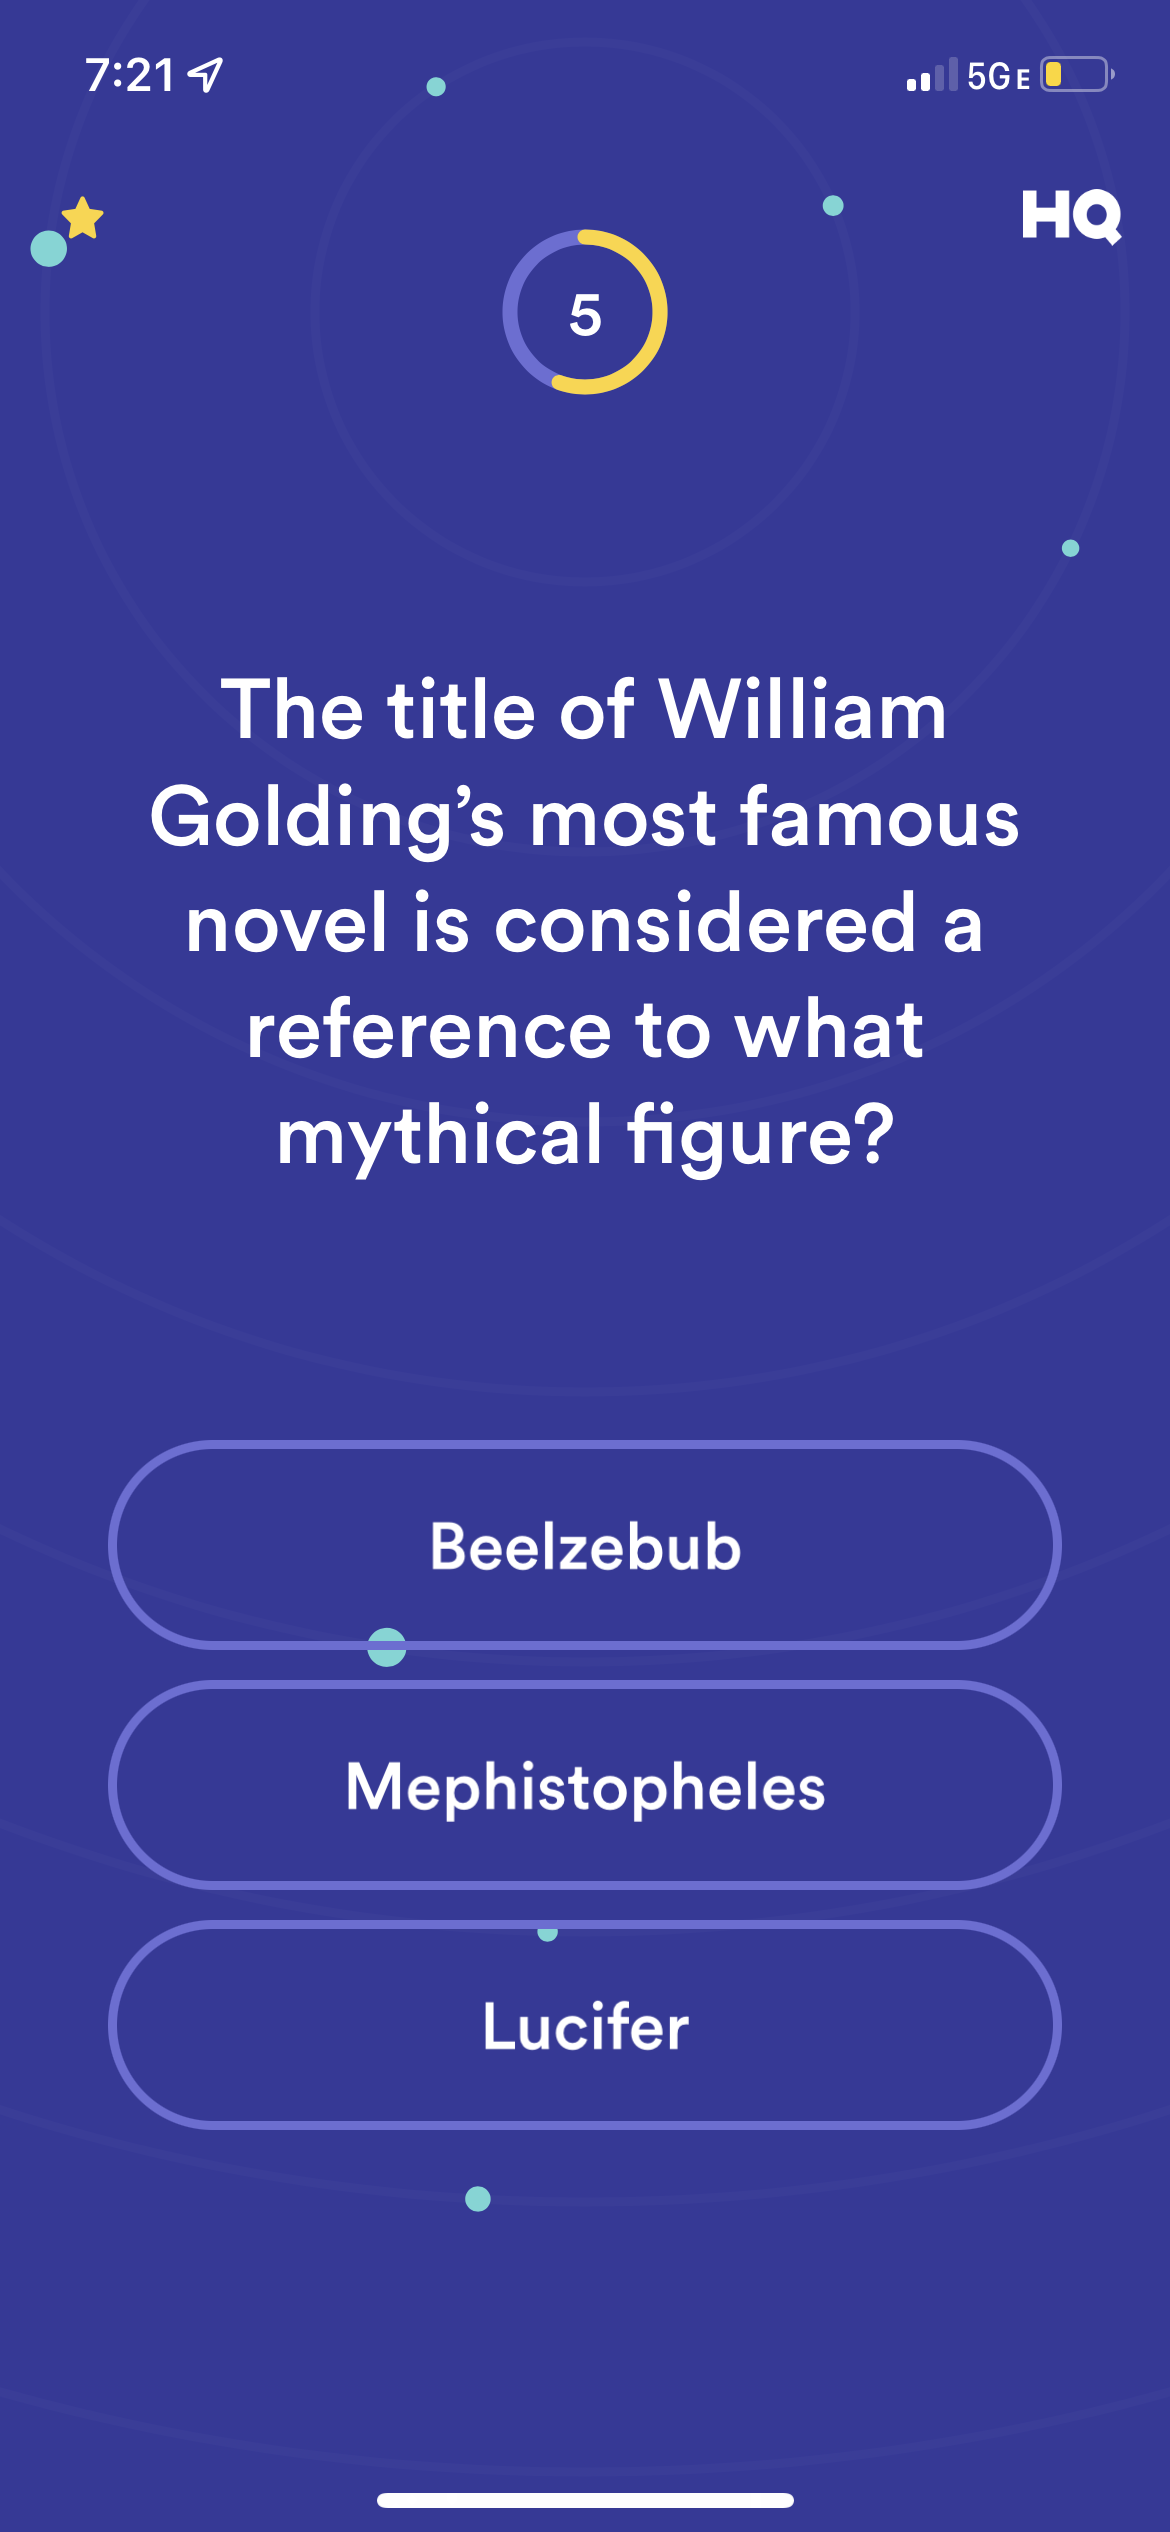 7:21
5GE
HQ
5
The title of William
Golding’s most famous
novel is considered a
reference to what
mythical figure?
Beelzebub
Mephistopheles
Lucifer